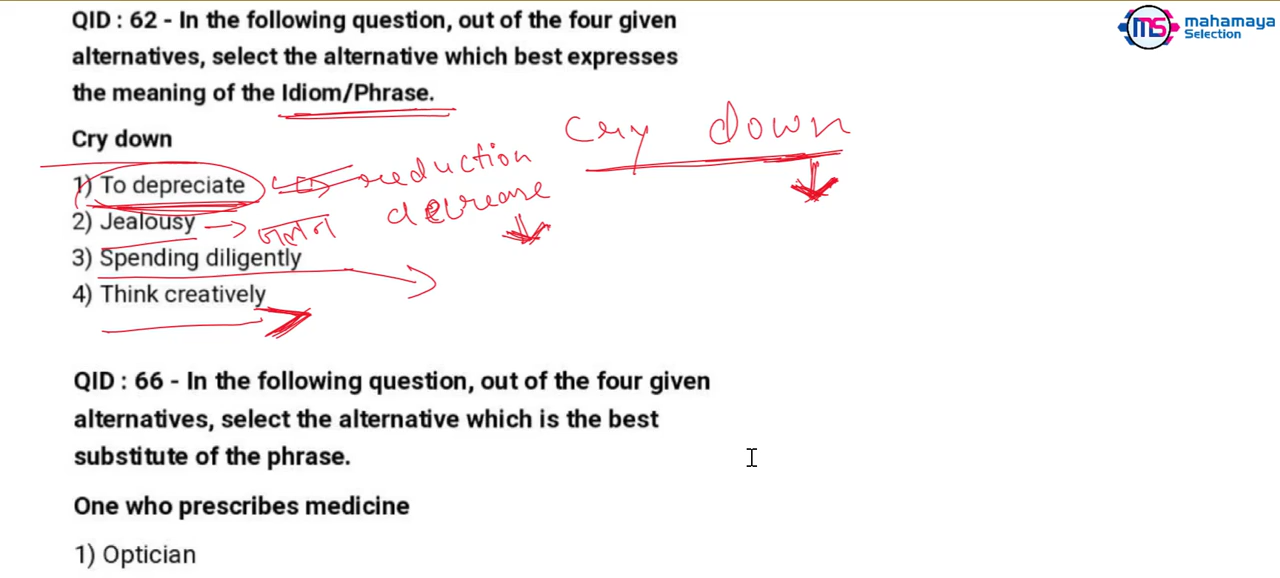 QID : 62 - In the following question, out of the four given
alternatives, select the alternative which best expresses
the meaning of the Idiom/Phrase.
mahamaya
Selection
MS
Cry down
Cry down
1) To depreciate
reduction
2) Jealousy → जलन
decrease
3) Spending diligently
4) Think creatively
QID : 66 - In the following question, out of the four given
alternatives, select the alternative which is the best
substitute of the phrase.
One who prescribes medicine
1) Optician